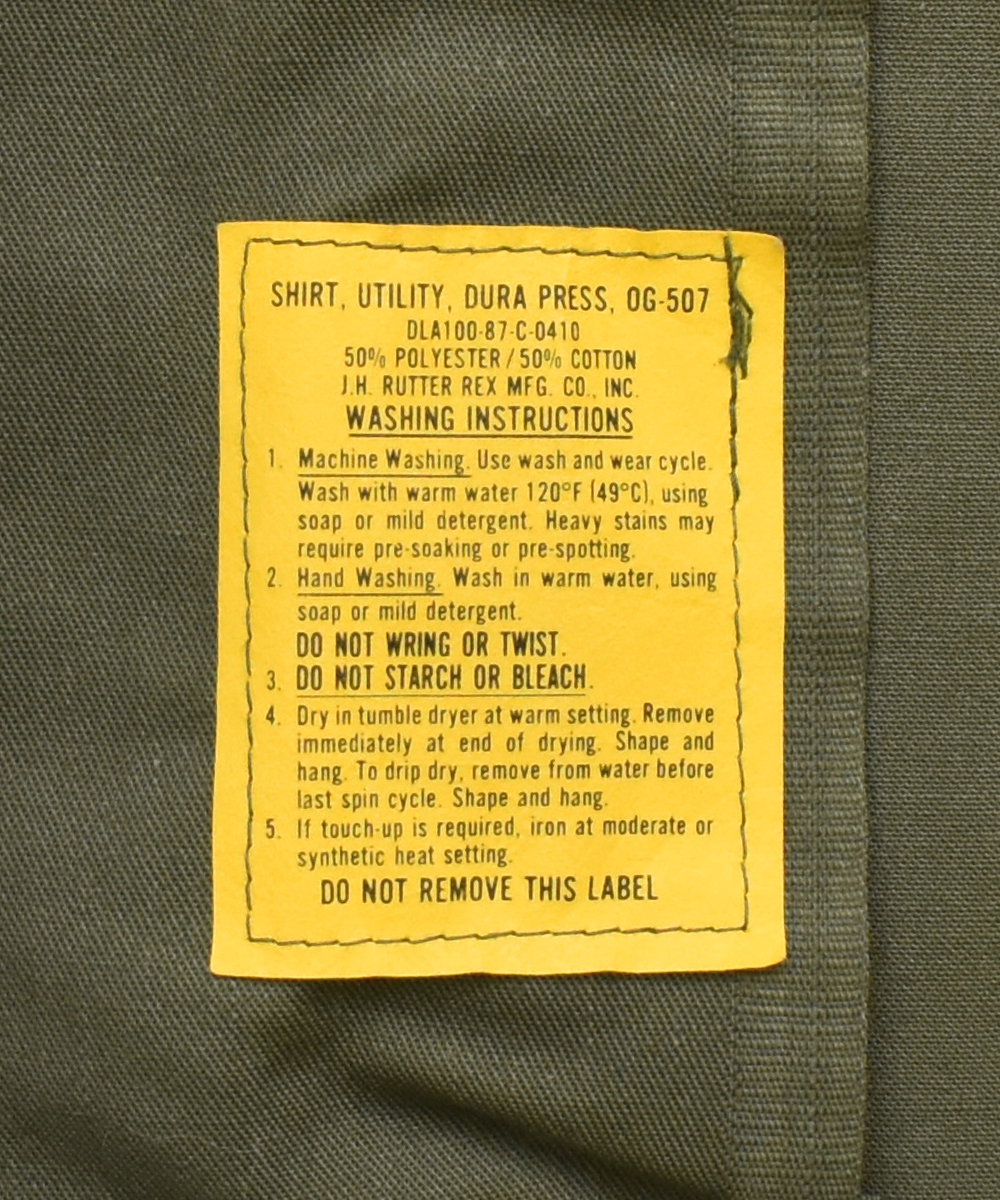 SHIRT, UTILITY, DURA PRESS, OG-507
DLA100-87-C-0410
50% POLYESTER / 50% COTTON
J.H. RUTTER REX MFG. CO., INC.
WASHING INSTRUCTIONS
1. Machine Washing. Use wash and wear cycle.
Wash with warm water 120°F (49°C), using
soap or mild detergent. Heavy stains may
require pre-soaking or pre-spotting.
2. Hand Washing. Wash in warm water, using
soap or mild detergent.
DO NOT WRING OR TWIST.
3. DO NOT STARCH OR BLEACH.
4. Dry in tumble dryer at warm setting. Remove
immediately at end of drying. Shape and
hang. To drip dry, remove from water before
last spin cycle. Shape and hang.
5. If touch-up is required, iron at moderate or
synthetic heat setting.
DO NOT REMOVE THIS LABEL